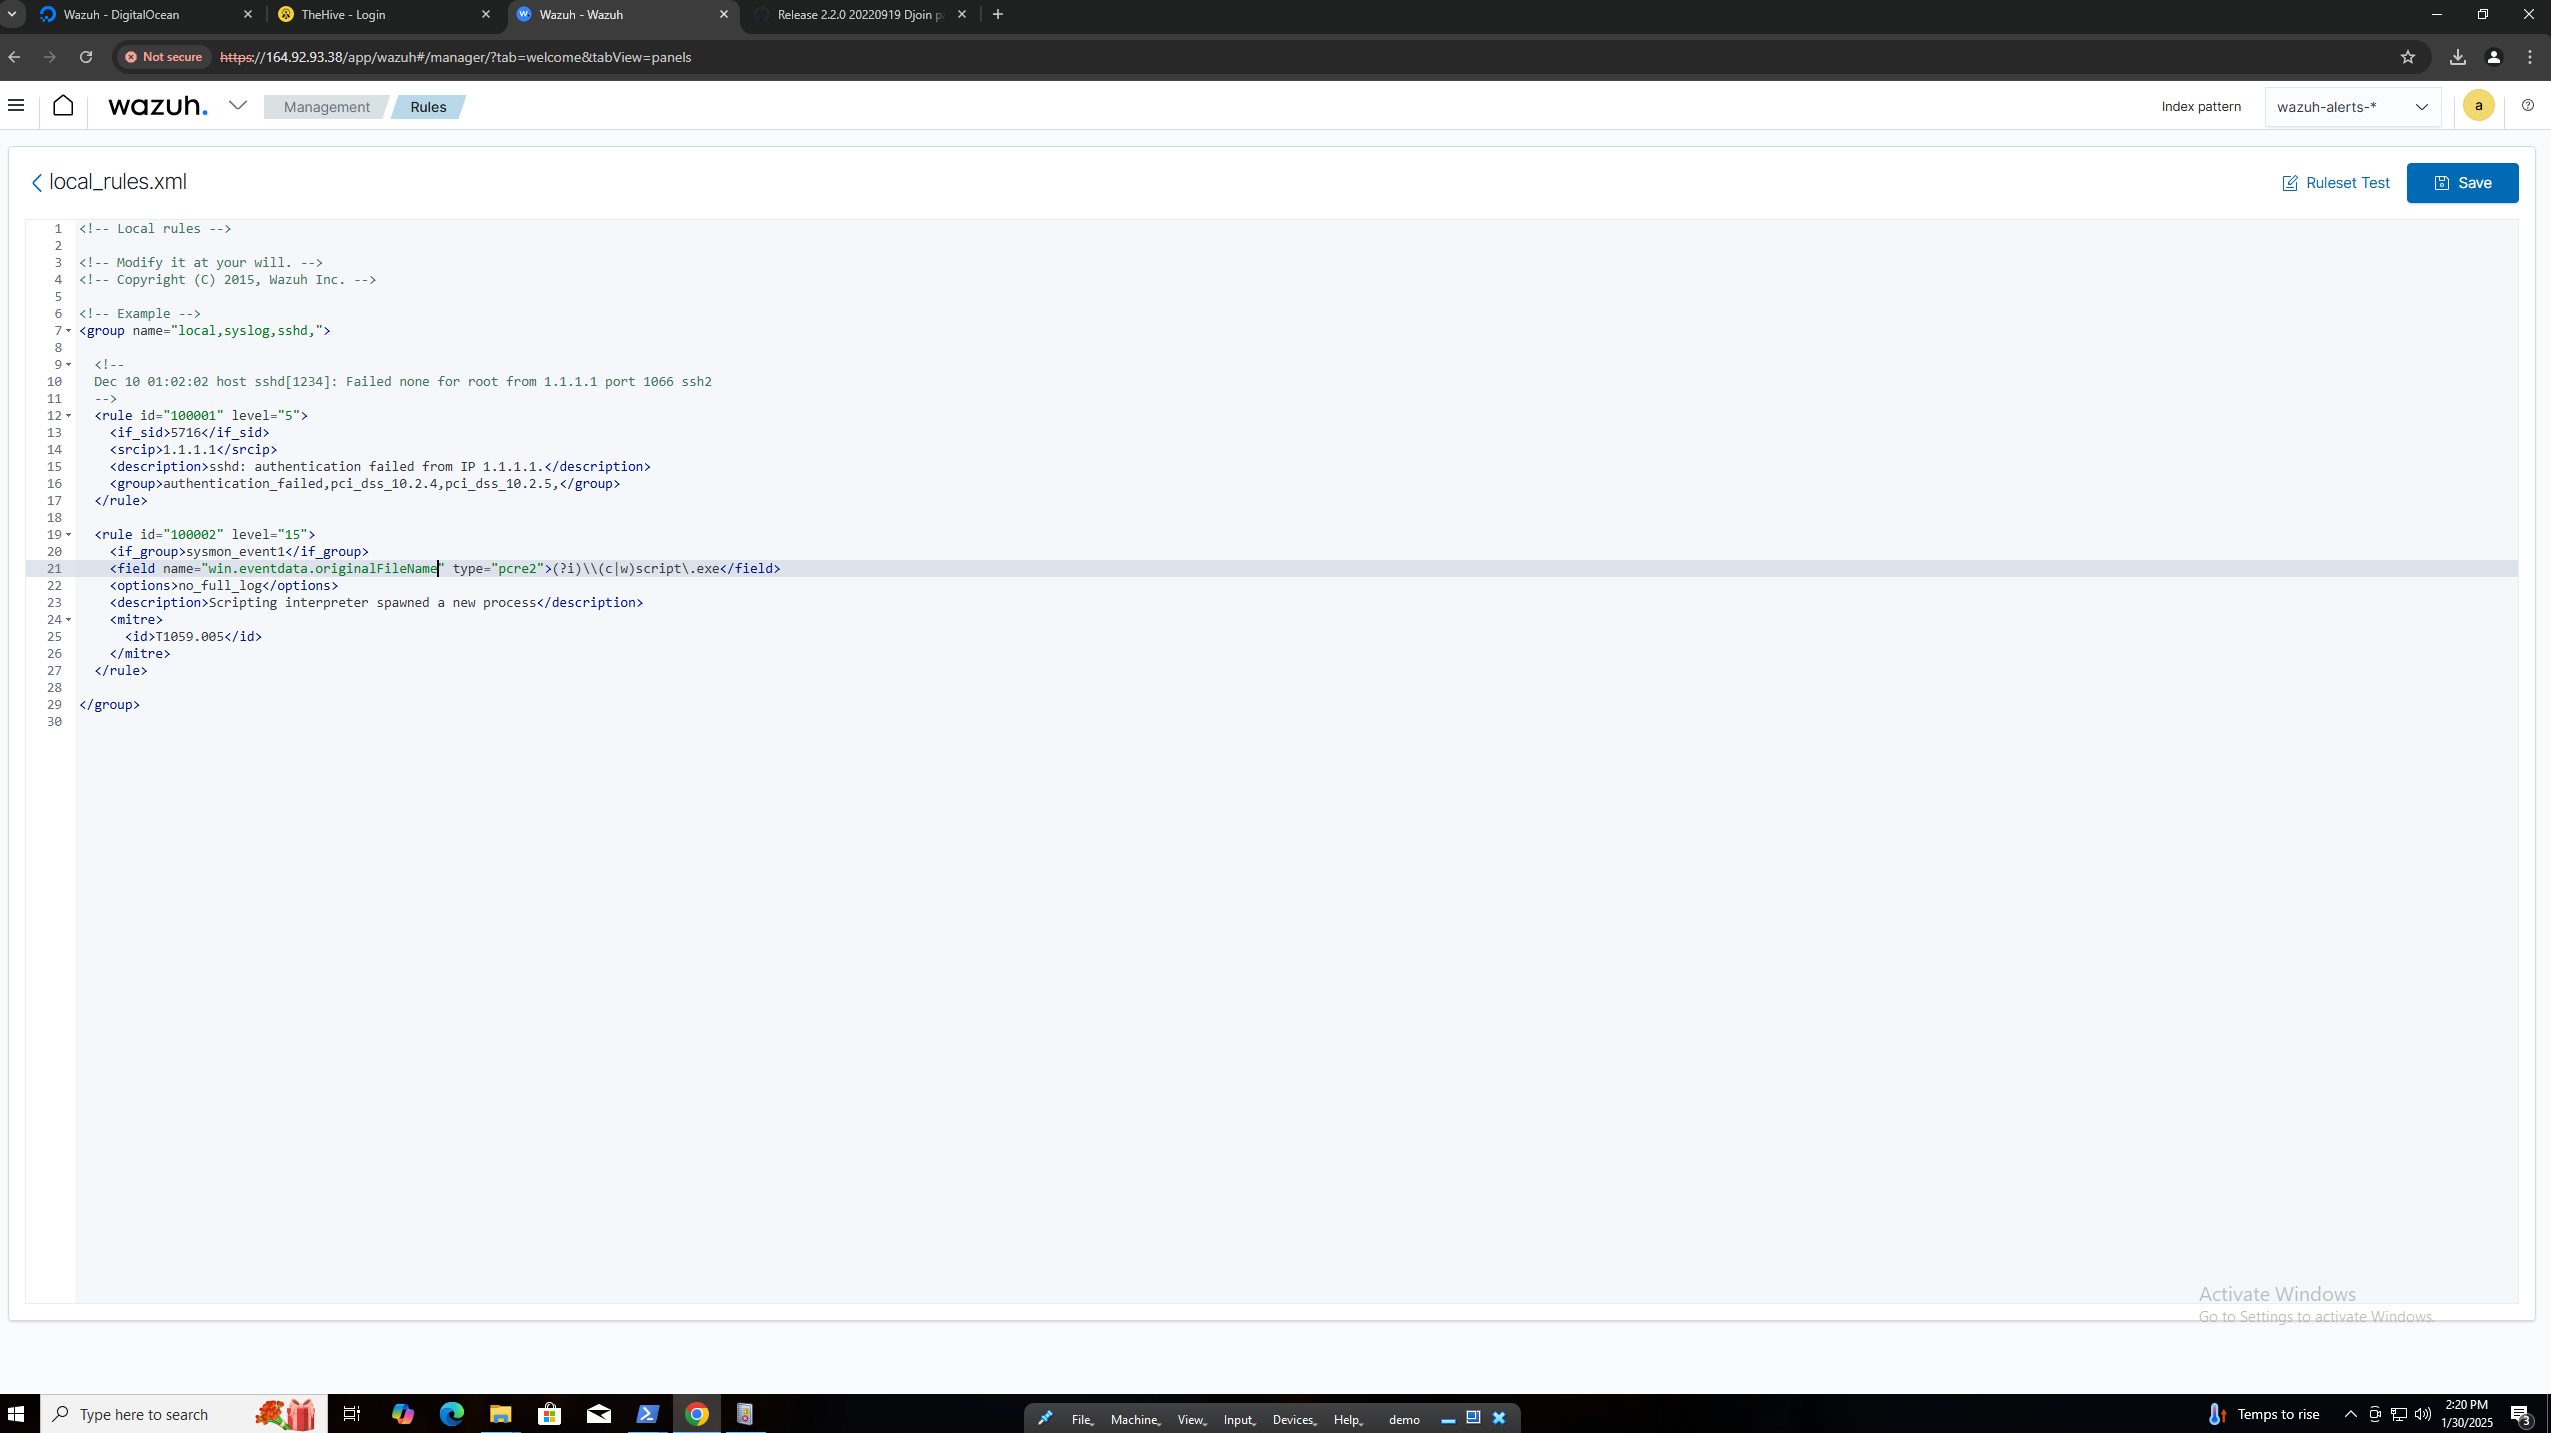 Wazuh - DigitalOcean
TheHive - Login
Wazuh - Wazuh
Release 2.2.0 20220919 Djoin p
Not secure https://164.92.93.38/app/wazuh#/manager/?tab=welcome&tabView=panels
wazuh. Management Rules Index pattern wazuh-alerts-* a
local_rules.xml Ruleset Test Save
1 <!-- Local rules -->
2
3 <!-- Modify it at your will. -->
4 <!-- Copyright (C) 2015, Wazuh Inc. -->
5
6 <!-- Example -->
7 <group name="local,syslog,sshd,">
8
9 <!--
10 Dec 10 01:02:02 host sshd[1234]: Failed none for root from 1.1.1.1 port 1066 ssh2
11 -->
12 <rule id="100001" level="5">
13 <if_sid>5716</if_sid>
14 <srcip>1.1.1.1</srcip>
15 <description>sshd: authentication failed from IP 1.1.1.1.</description>
16 <group>authentication_failed,pci_dss_10.2.4,pci_dss_10.2.5,</group>
17 </rule>
18
19 <rule id="100002" level="15">
20 <if_group>sysmon_event1</if_group>
21 <field name="win.eventdata.originalFileName" type="pcre2">(?i)\\(c|w)script\.exe</field>
22 <options>no_full_log</options>
23 <description>Scripting interpreter spawned a new process</description>
24 <mitre>
25 <id>T1059.005</id>
26 </mitre>
27 </rule>
28
29 </group>
30
Activate Windows
Go to Settings to activate Windows.
Type here to search
File Machine View Input Devices Help demo
Temps to rise
2:20 PM
1/30/2025
3